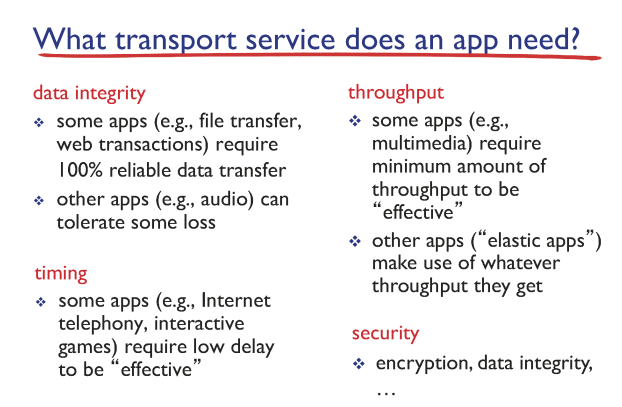 What transport service does an app need?
data integrity
❖ some apps (e.g., file transfer,
web transactions) require
100% reliable data transfer
❖ other apps (e.g., audio) can
tolerate some loss
timing
❖ some apps (e.g., Internet
telephony, interactive
games) require low delay
to be “effective”
throughput
❖ some apps (e.g.,
multimedia) require
minimum amount of
throughput to be
“effective”
❖ other apps (“elastic apps”)
make use of whatever
throughput they get
security
❖ encryption, data integrity,
…